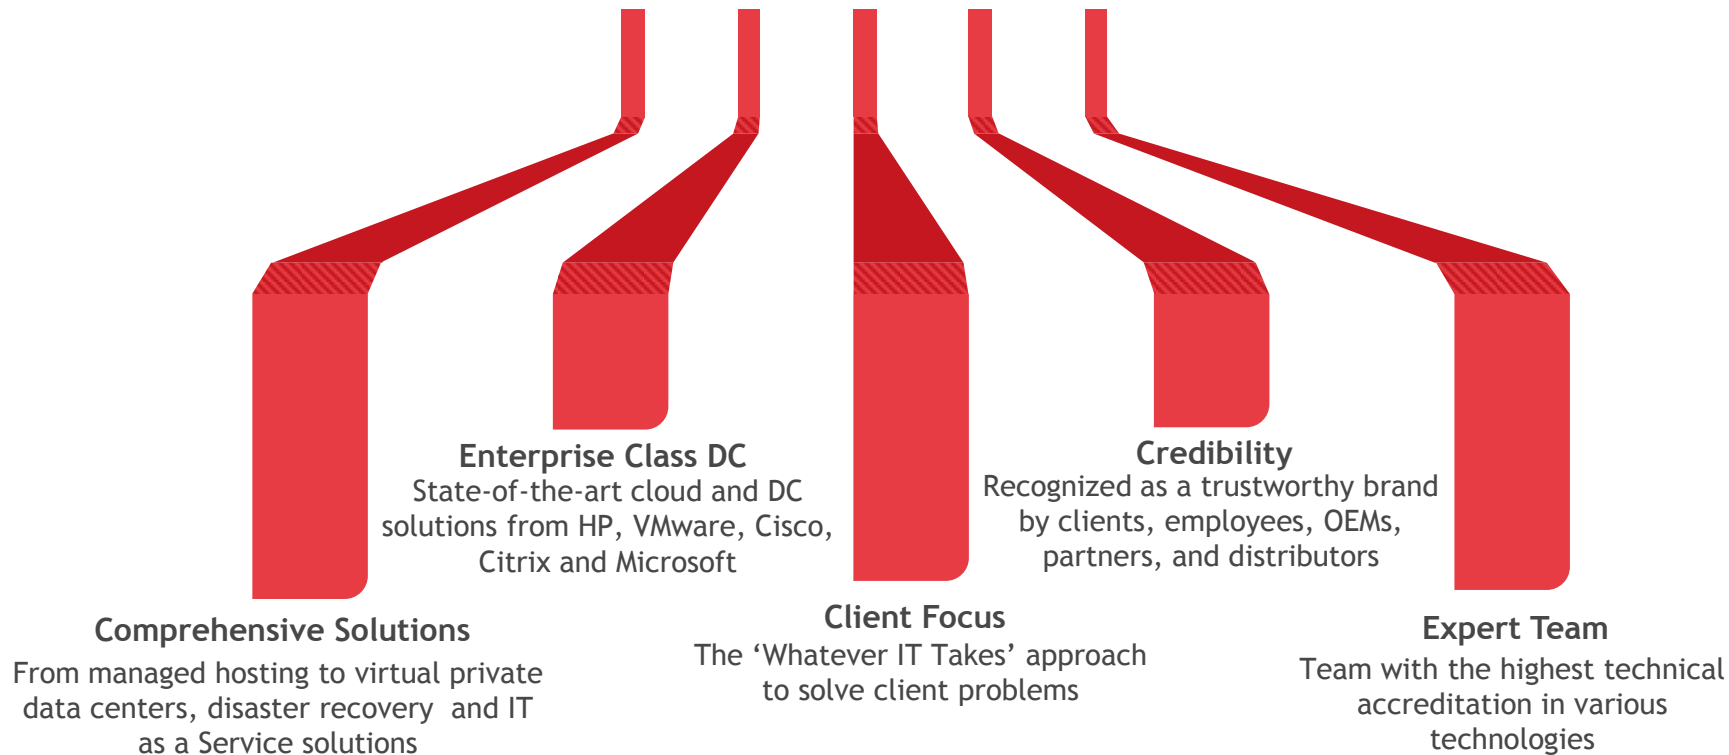 Comprehensive Solutions
From managed hosting to virtual private
data centers, disaster recovery and IT
as a Service solutions
Enterprise Class DC
State-of-the-art cloud and DC
solutions from HP, VMware, Cisco,
Citrix and Microsoft
Client Focus
The ‘Whatever IT Takes’ approach
to solve client problems
Credibility
Recognized as a trustworthy brand
by clients, employees, OEMs,
partners, and distributors
Expert Team
Team with the highest technical
accreditation in various
technologies